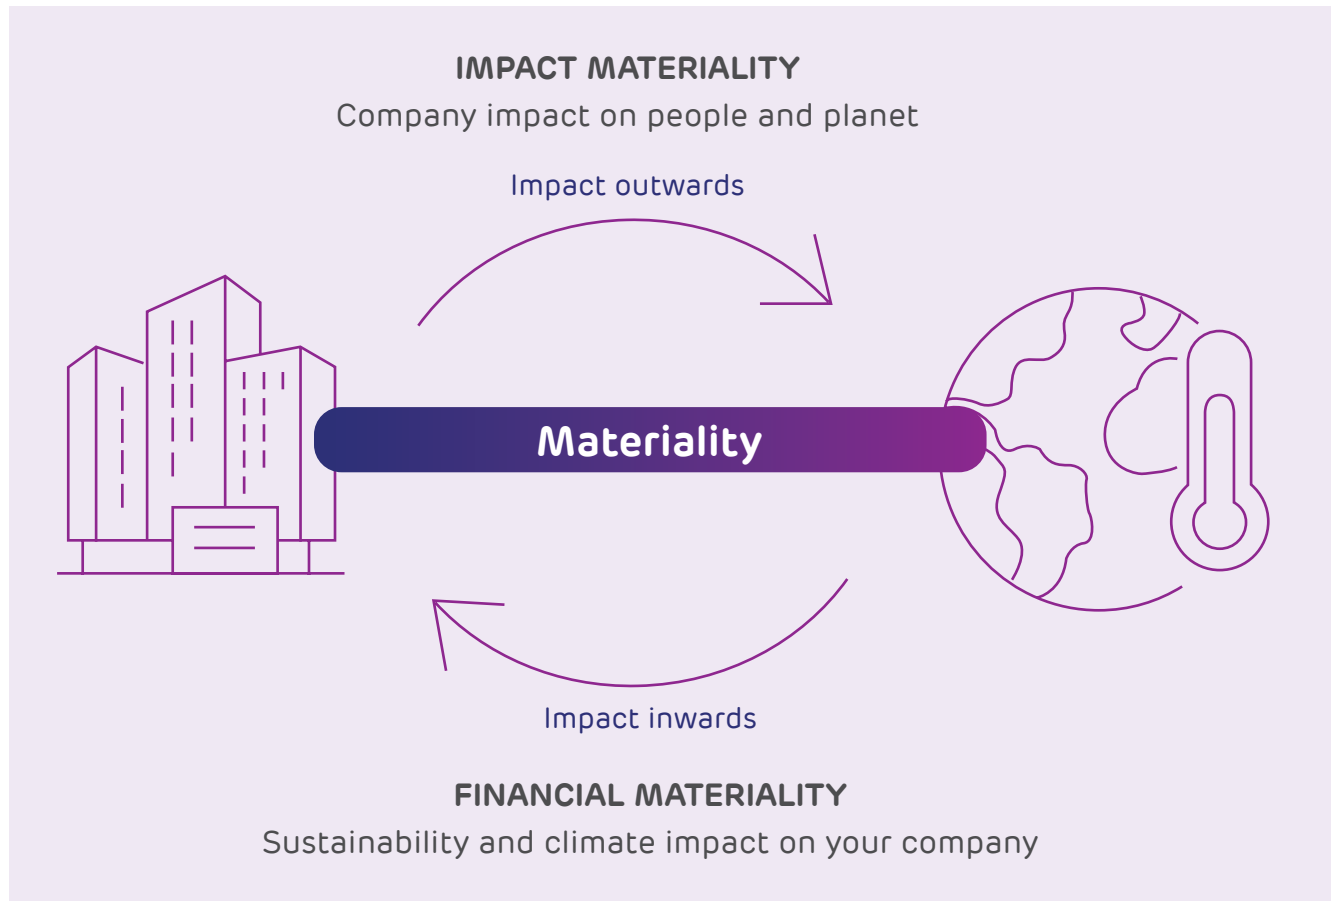 IMPACT MATERIALITY
Company impact on people and planet
Impact outwards
Materiality
Impact inwards
FINANCIAL MATERIALITY
Sustainability and climate impact on your company